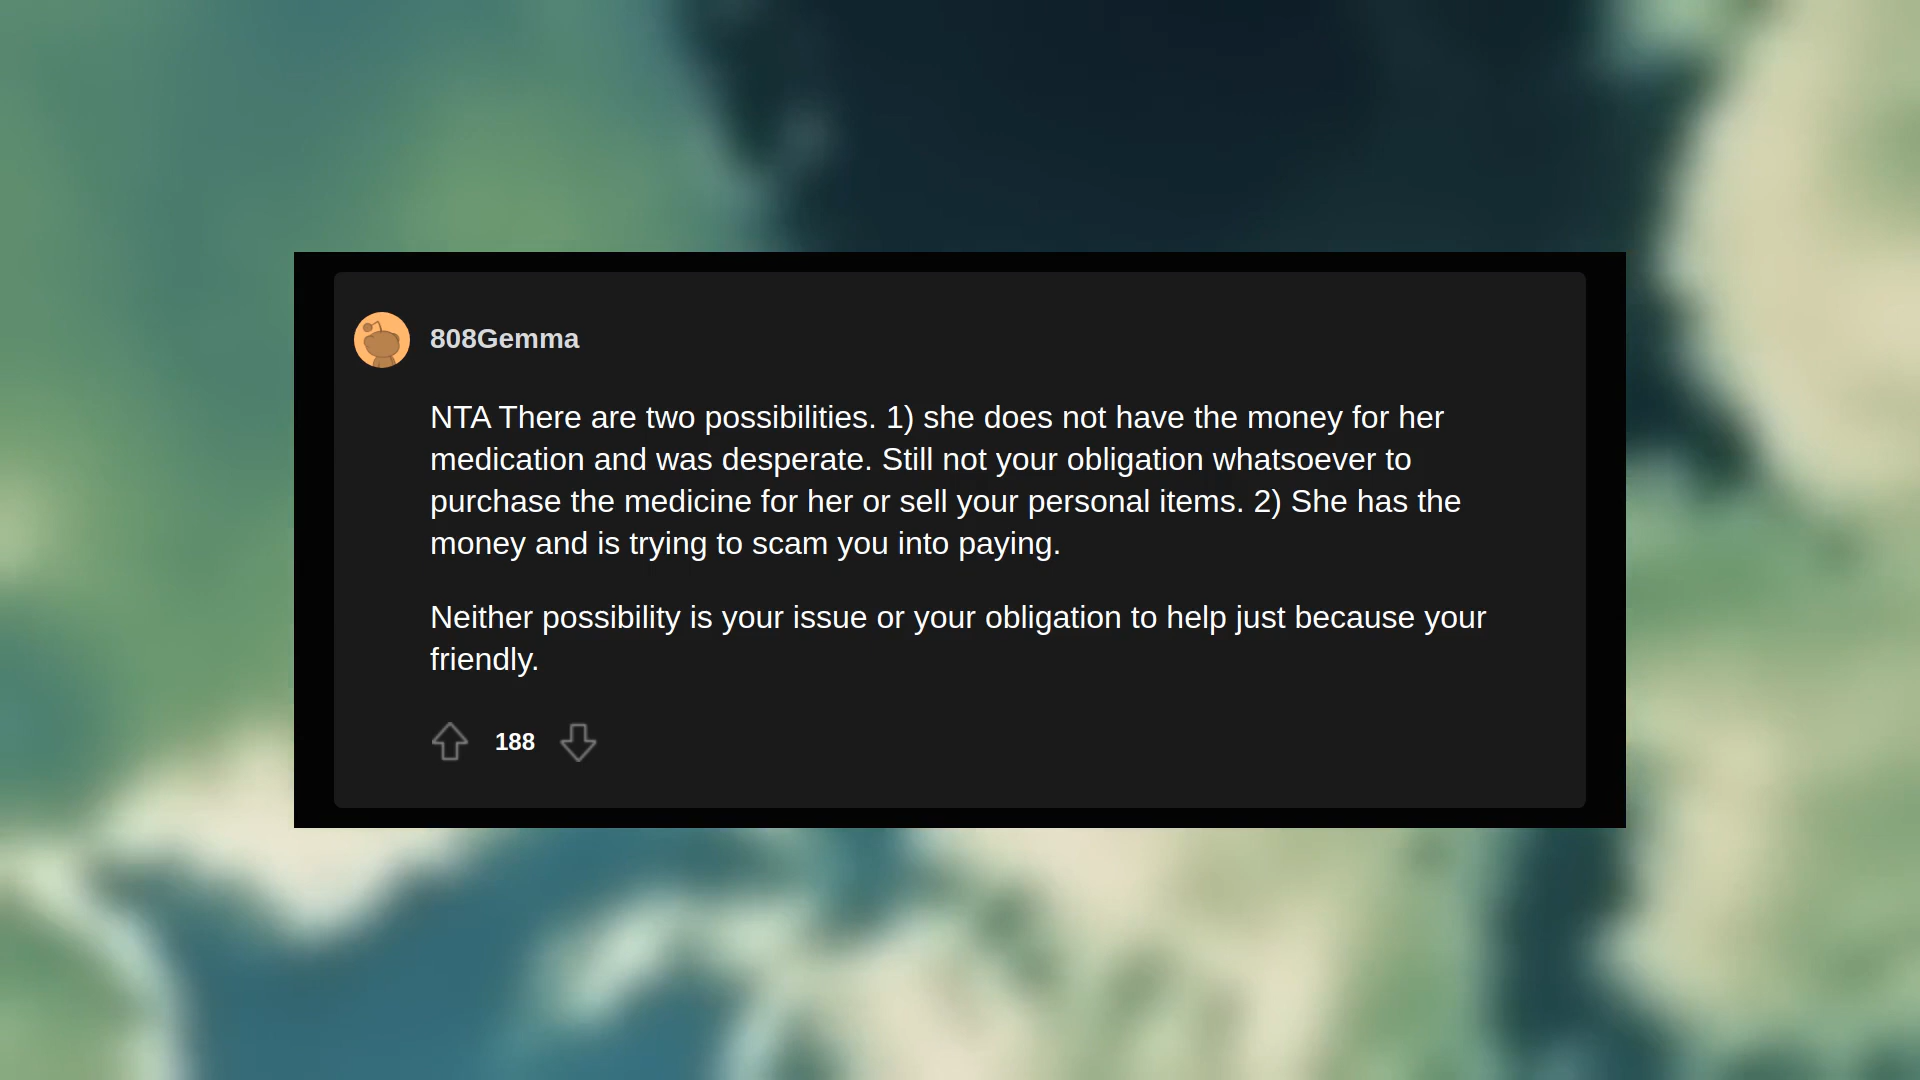 808Gemma
NTA There are two possibilities. 1) she does not have the money for her
medication and was desperate. Still not your obligation whatsoever to
purchase the medicine for her or sell your personal items. 2) She has the
money and is trying to scam you into paying.
Neither possibility is your issue or your obligation to help just because your
friendly.
188